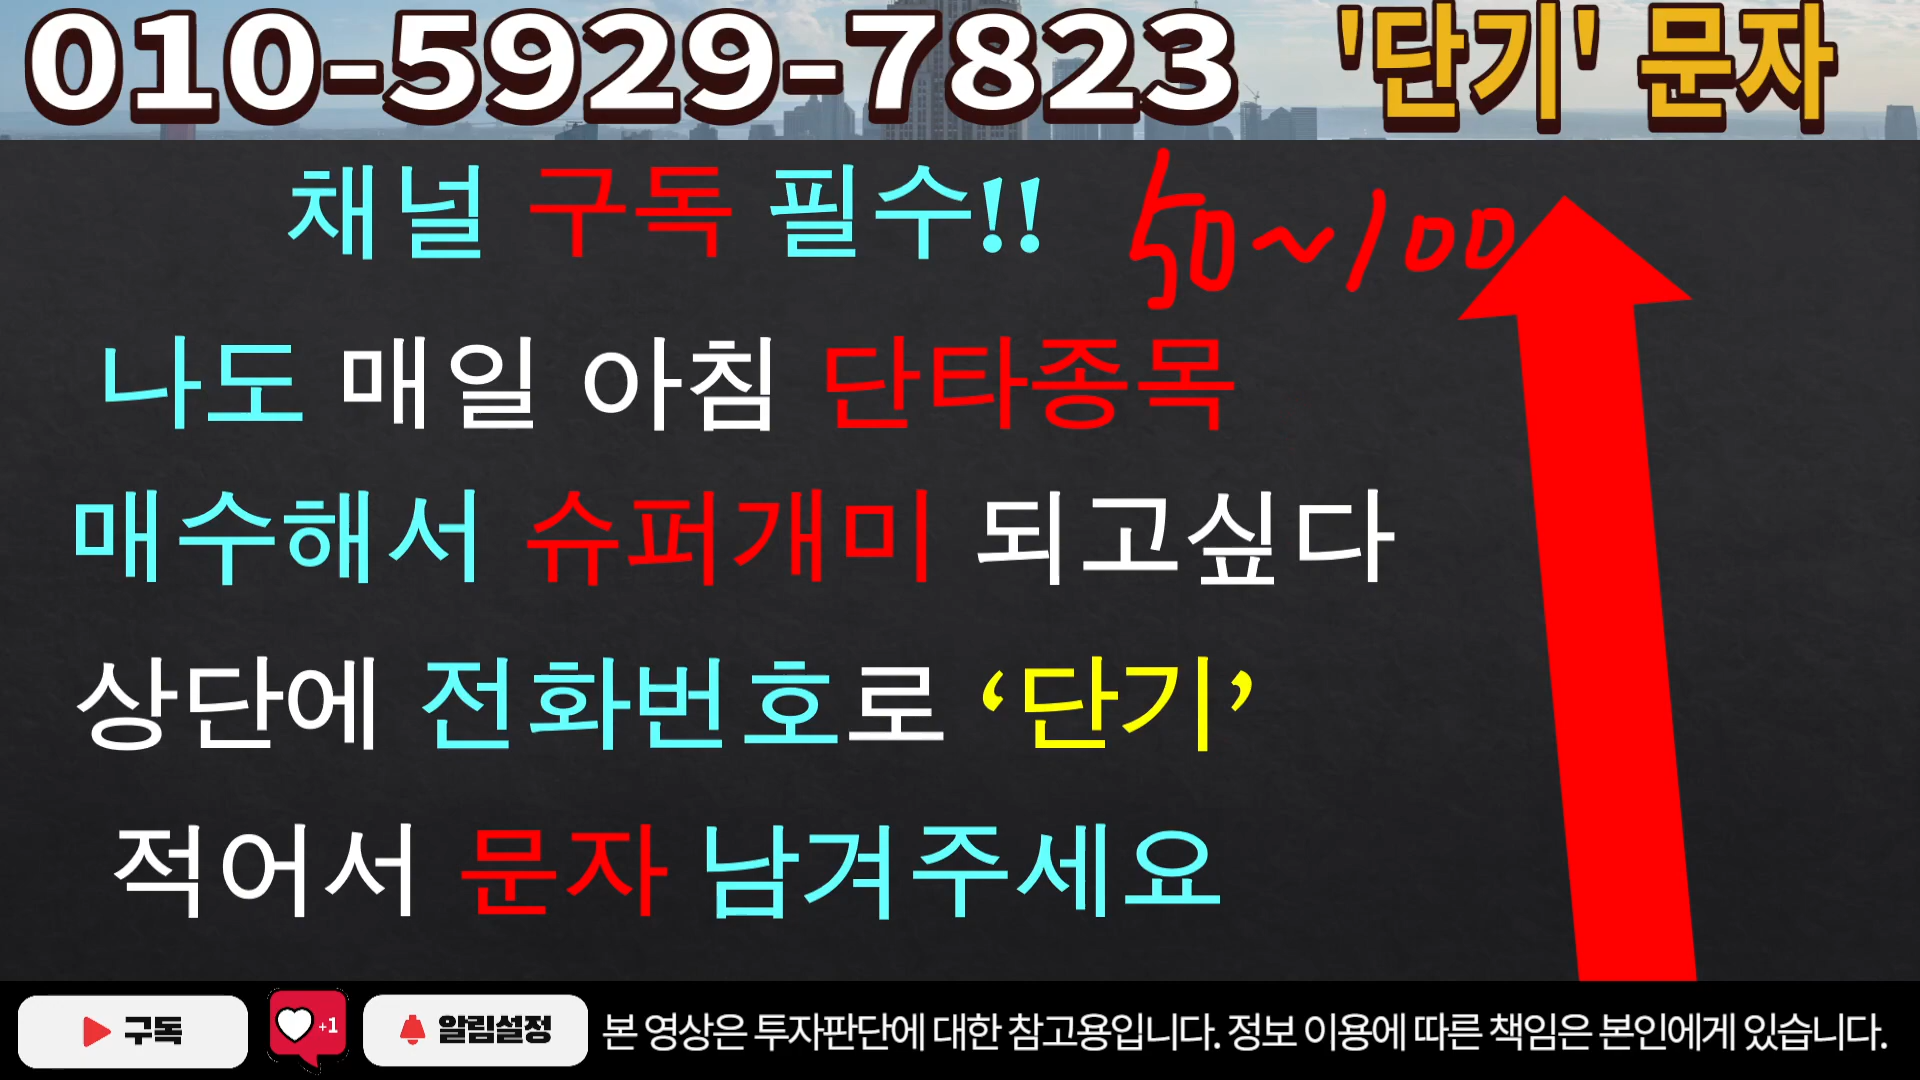 010-5929-7823 '단기' 문자
채널 구독 필수!! 50~100
나도 매일 아침 단타종목
매수해서 슈퍼개미 되고싶다
상단에 전화번호로 ‘단기’
적어서 문자 남겨주세요
구독 +1 알림설정 본 영상은 투자판단에 대한 참고용입니다. 정보 이용에 따른 책임은 본인에게 있습니다.